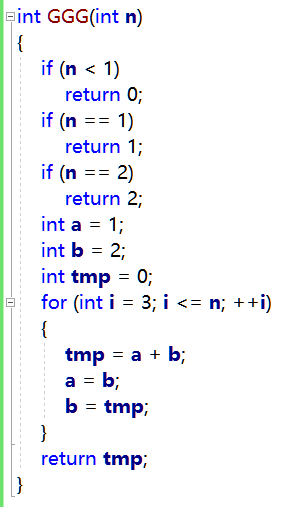 int GGG(int n)
{
if (n < 1)
return 0;
if (n == 1)
return 1;
if (n == 2)
return 2;
int a = 1;
int b = 2;
int tmp = 0;
for (int i = 3; i <= n; ++i)
{
tmp = a + b;
a = b;
b = tmp;
}
return tmp;
}